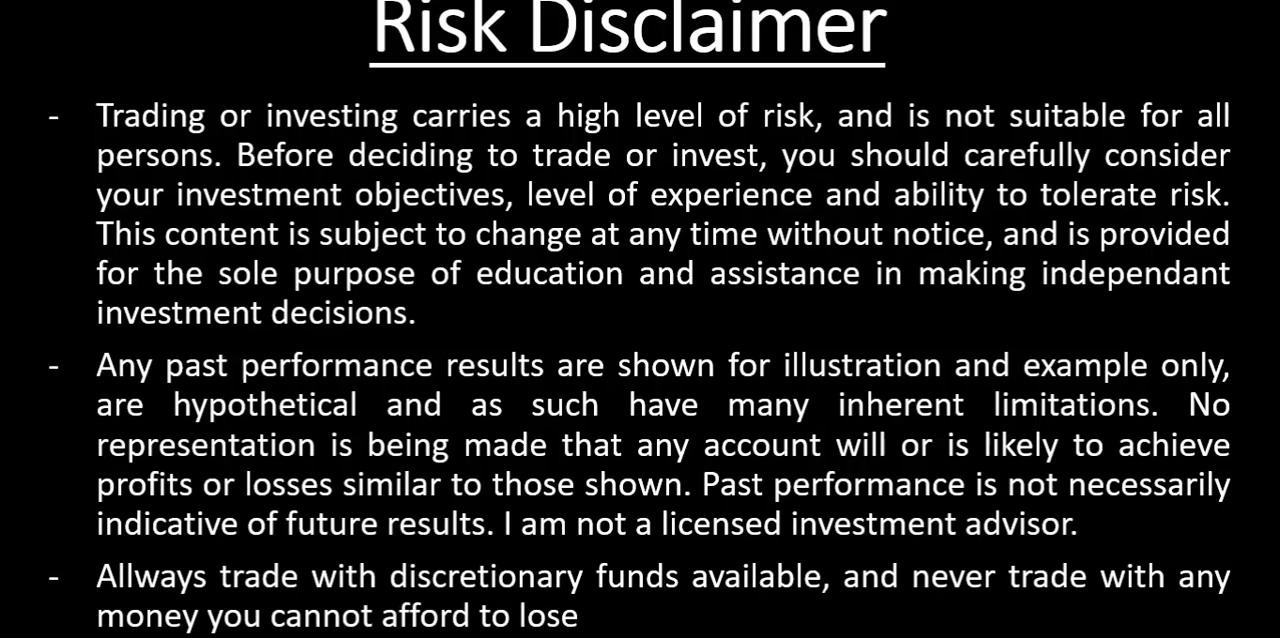 Risk Disclaimer
- Trading or investing carries a high level of risk, and is not suitable for all
persons. Before deciding to trade or invest, you should carefully consider
your investment objectives, level of experience and ability to tolerate risk.
This content is subject to change at any time without notice, and is provided
for the sole purpose of education and assistance in making independant
investment decisions.
- Any past performance results are shown for illustration and example only,
are hypothetical and as such have many inherent limitations. No
representation is being made that any account will or is likely to achieve
profits or losses similar to those shown. Past performance is not necessarily
indicative of future results. I am not a licensed investment advisor.
- Allways trade with discretionary funds available, and never trade with any
money you cannot afford to lose